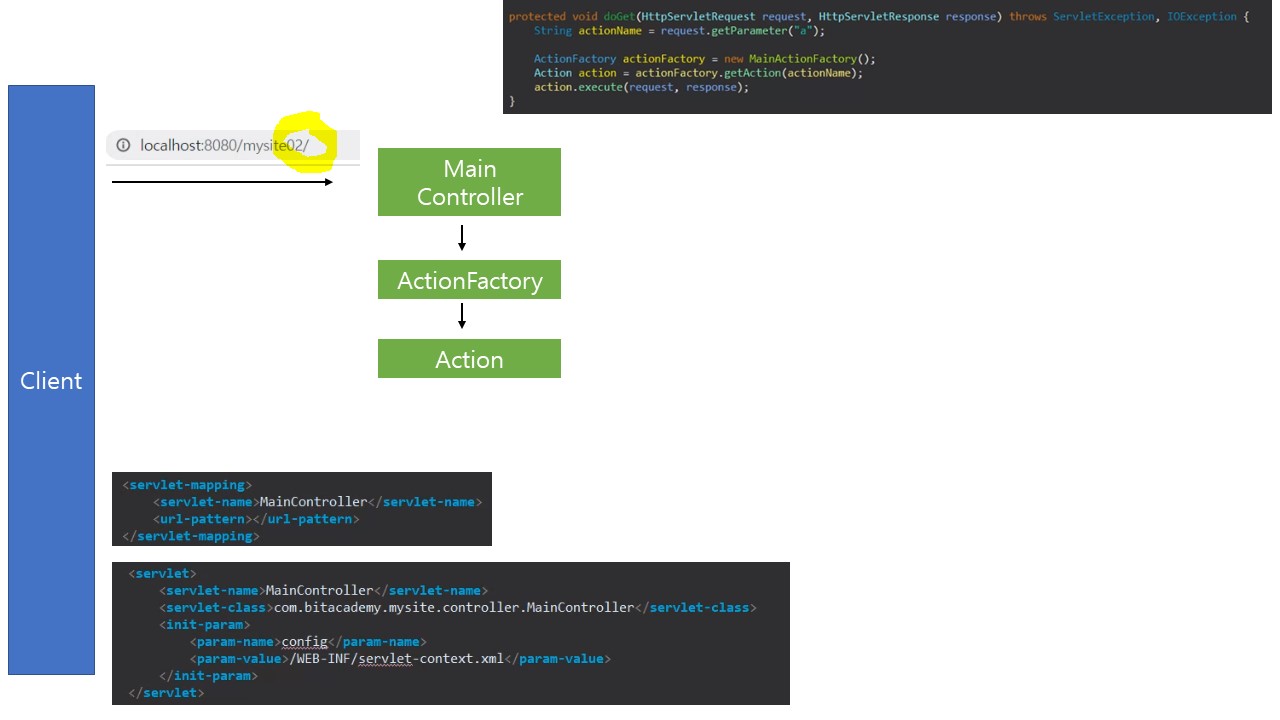 protected void doGet(HttpServletRequest request, HttpServletResponse response) throws ServletException, IOException {
    String actionName = request.getParameter("a");

    ActionFactory actionFactory = new MainActionFactory();
    Action action = actionFactory.getAction(actionName);
    action.execute(request, response);
}
localhost:8080/mysite02/
Main
Controller
ActionFactory
Action
Client
<servlet-mapping>
    <servlet-name>MainController</servlet-name>
    <url-pattern></url-pattern>
</servlet-mapping>
<servlet>
    <servlet-name>MainController</servlet-name>
    <servlet-class>com.bitacademy.mysite.controller.MainController</servlet-class>
    <init-param>
        <param-name>config</param-name>
        <param-value>/WEB-INF/servlet-context.xml</param-value>
    </init-param>
</servlet>